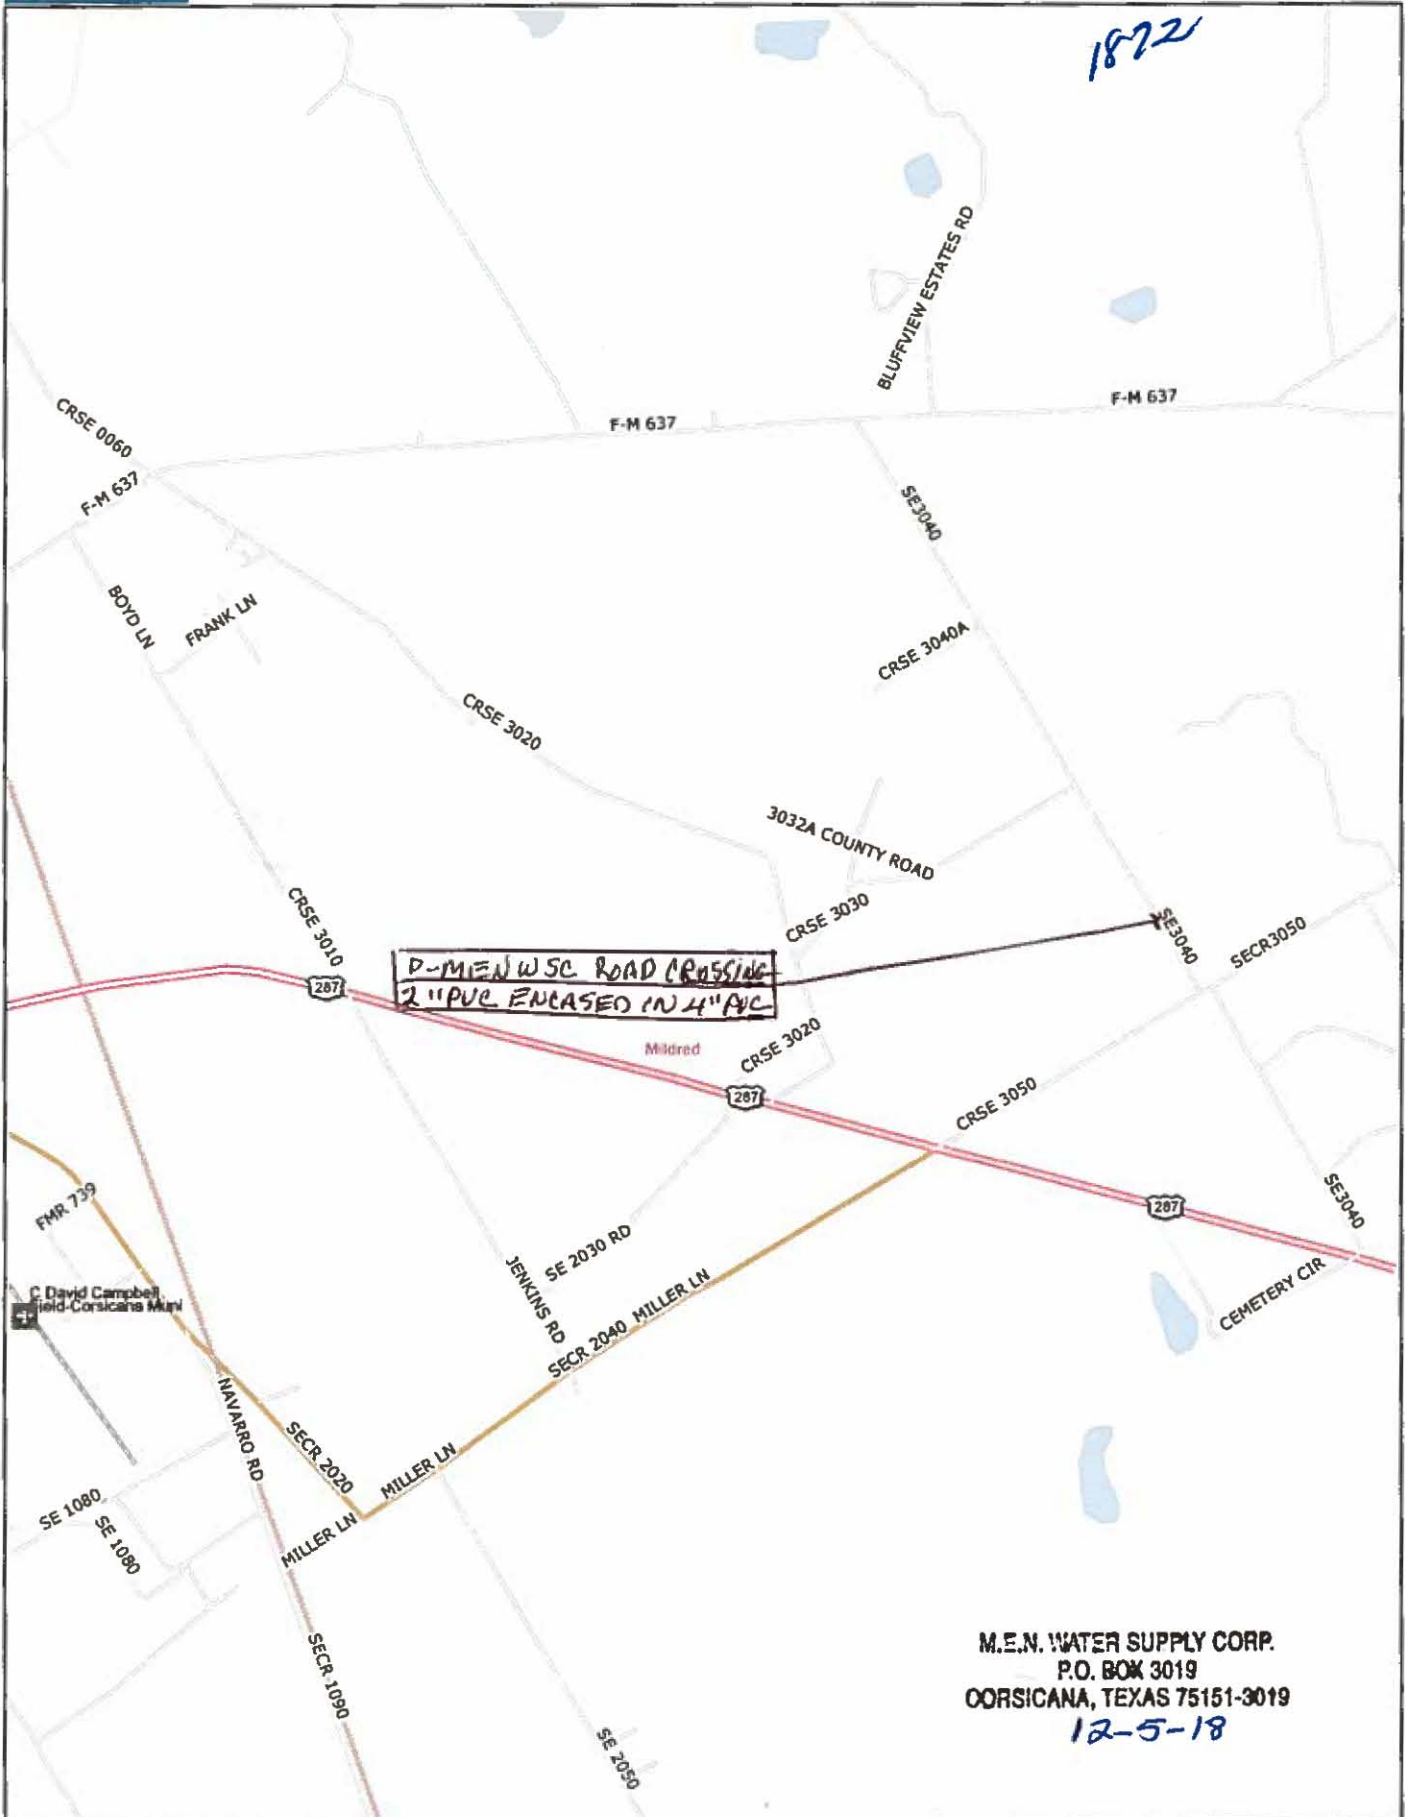 1872
BLUFFVIEW ESTATES RD
F-M 637
F-M 637
CRSE 0060
F-M 637
SE3040
BOYD LN
FRANK LN
CRSE 3040A
CRSE 3020
3032A COUNTY ROAD
CRSE 3010
CRSE 3030
SE3040
SECR3050
287
P-MEN WSC ROAD CROSSING
2"PVC ENCASED IN 4"PVC
Mildred
CRSE 3020
287
CRSE 3050
FMR 739
SE3040
287
SE 2030 RD
JENKINS RD
C David Campbell
Field-Corsicana Muni
CEMETERY CIR
SECR 2040 MILLER LN
NAVARRO RD
SECR 2020
MILLER LN
SE 1080
SE 1080
MILLER LN
SECR 1090
SE 2050
M.E.N. WATER SUPPLY CORP.
P.O. BOX 3019
CORSICANA, TEXAS 75151-3019
12-5-18